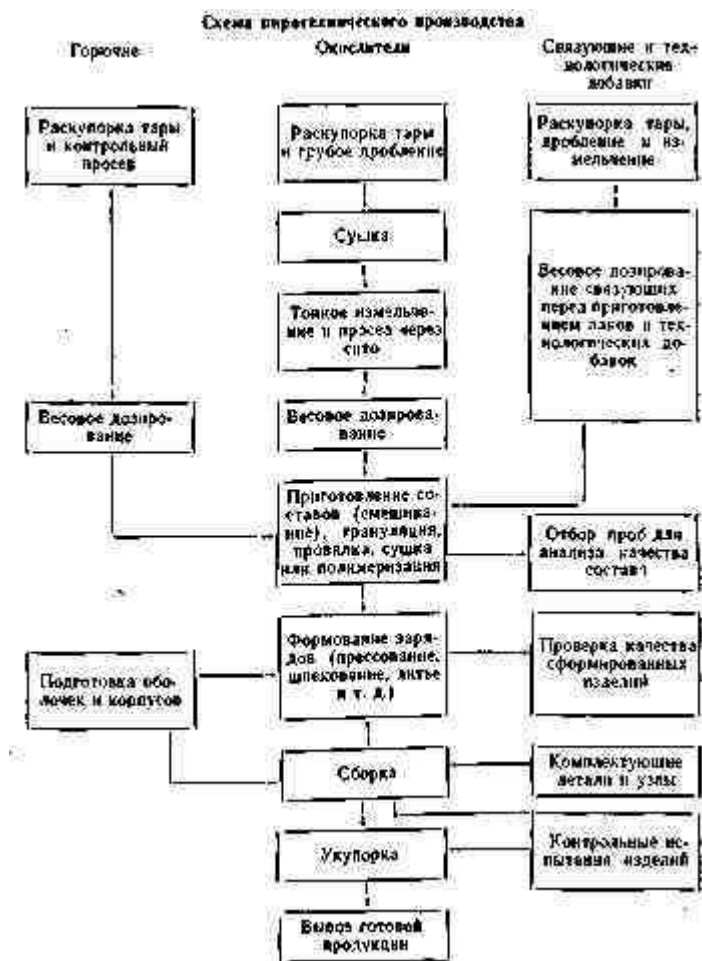 Схема пиротехнического производства
Горючие
Окислители
Связующие и тех-
нологические
добавки
Раскупорка тары
и контрольный
просев
Раскупорка тары
и грубое дробление
Раскупорка тары,
дробление и из-
мельчение
Сушка
Тонкое измельче-
ние и просев через
сито
Весовое дозирова-
ние связующих
перед приготовле-
нием лаков и тех-
нологических до-
бавок
Весовое дозиро-
вание
Весовое дозирова-
ние
Приготовление со-
ставов (смешива-
ние), грануляция,
провялка, сушка
или полимеризация
Отбор проб для
анализа качества
состава
Формование заря-
дов (прессование,
шнекование, литье
и т. д.)
Проверка качества
сформированных
изделий
Подготовка обо-
лочек и корпусов
Сборка
Комплектующие
детали и узлы
Укупорка
Контрольные ис-
пытания изделий
Вывоз готовой
продукции